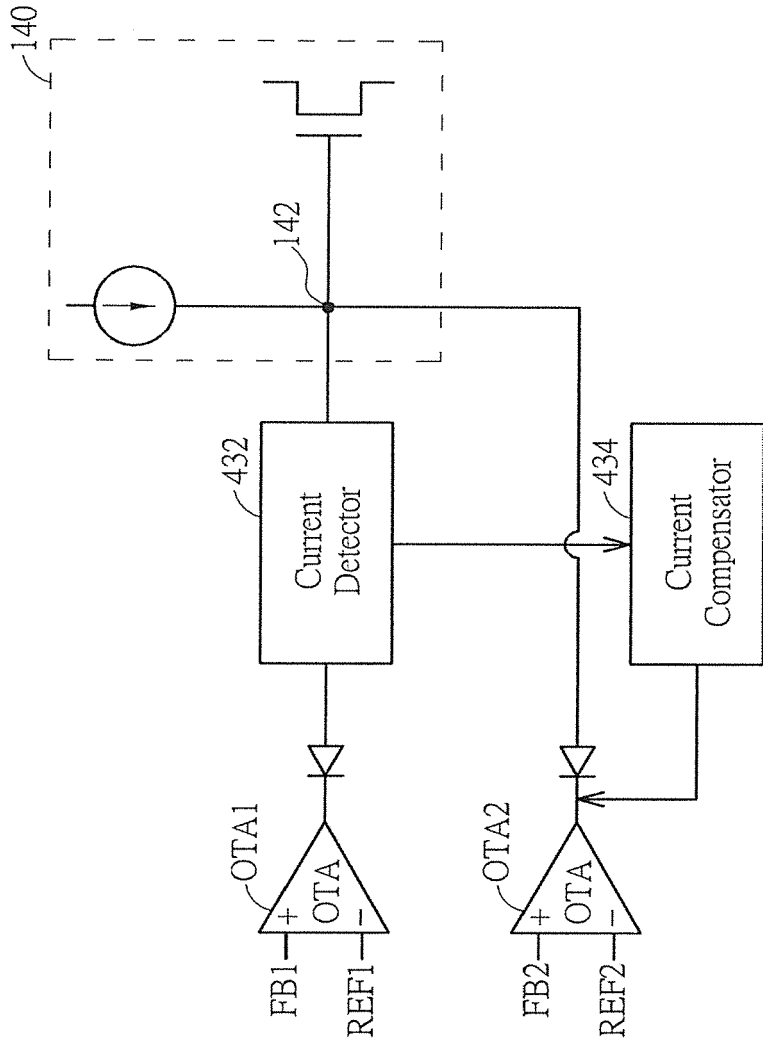 140
142
432
Current
Detector
434
Current
Compensator
OTA1
OTA
+
−
FB1
REF1
OTA2
OTA
+
−
FB2
REF2